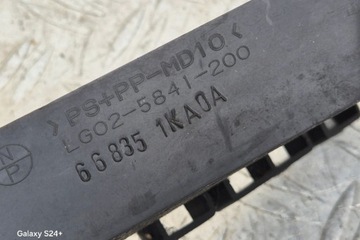 >PS+PP-MD10<
LG02-5841-200
66835 1KA0A
N
P
Galaxy S24+